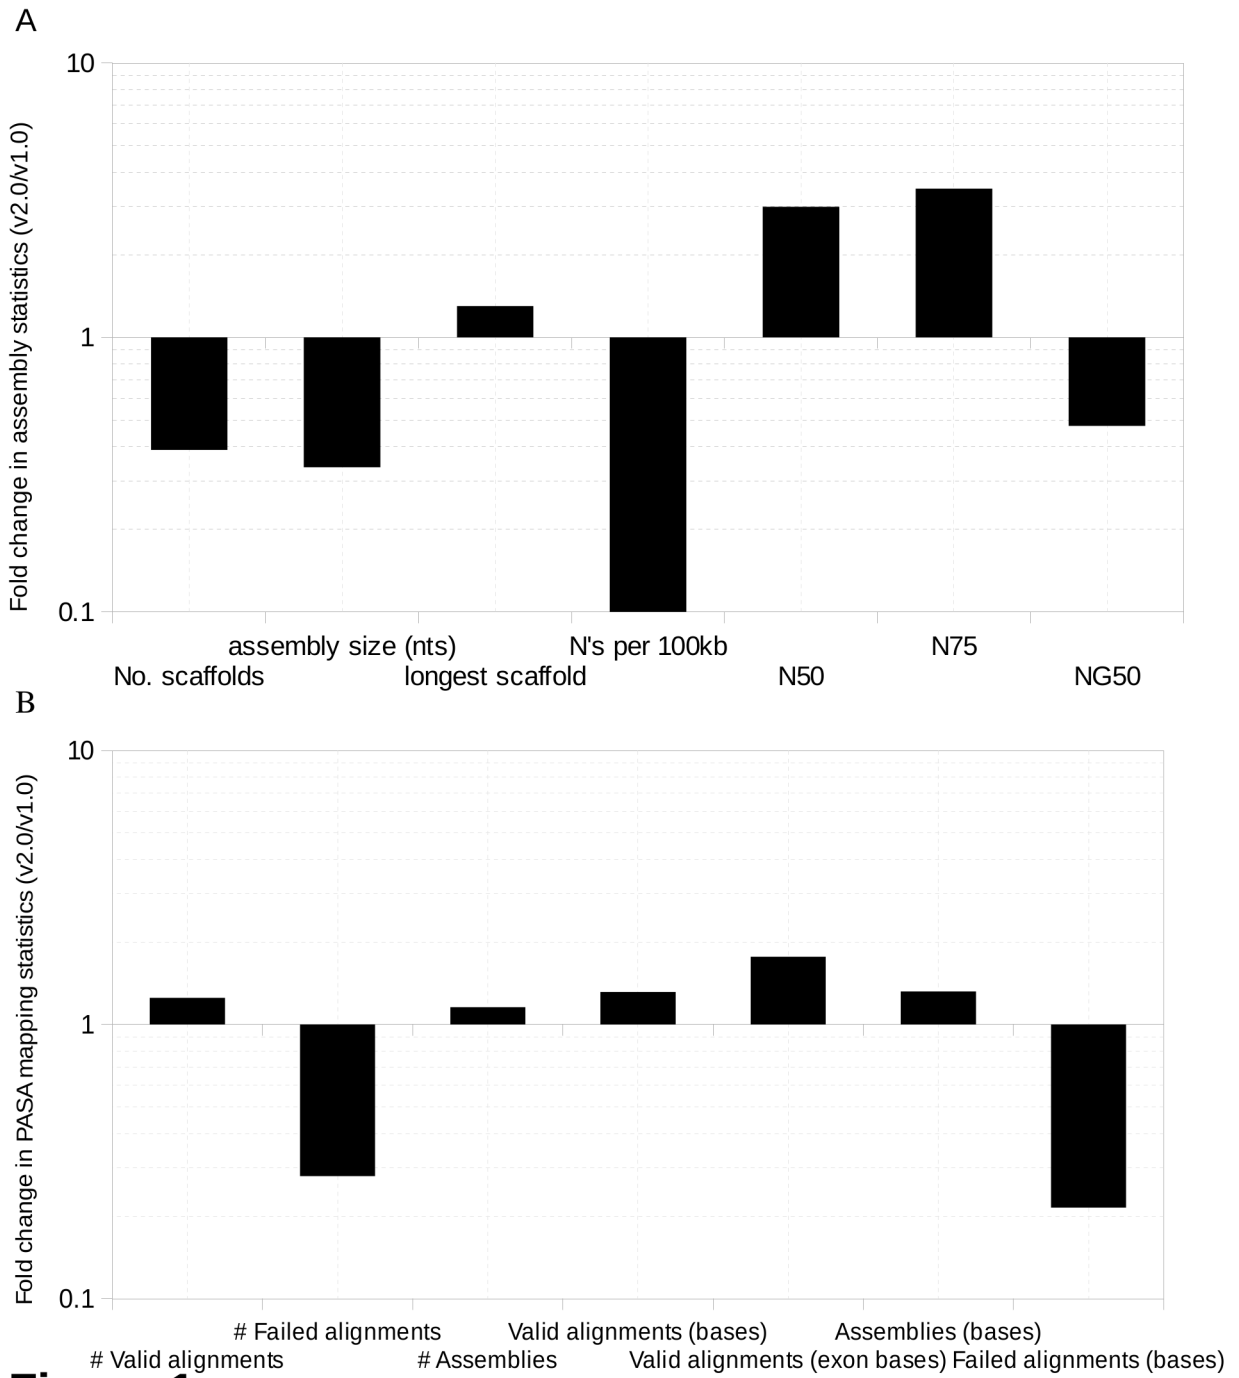 A
Fold change in assembly statistics (v2.0/v1.0)
10
1
0.1
assembly size (nts) N's per 100kb N75
No. scaffolds longest scaffold N50 NG50
B
Fold change in PASA mapping statistics (v2.0/v1.0)
10
1
0.1
# Failed alignments Valid alignments (bases) Assemblies (bases)
# Valid alignments # Assemblies Valid alignments (exon bases) Failed alignments (bases)